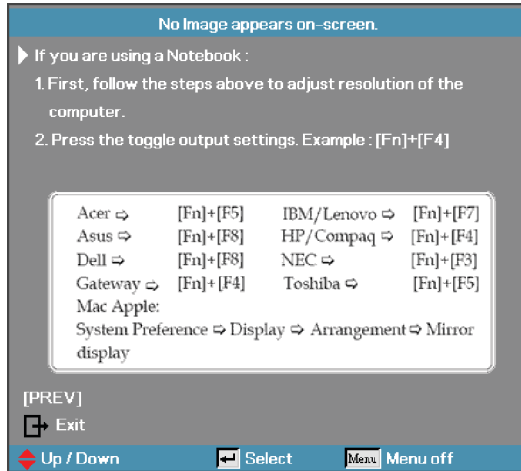 No Image appears on-screen.
If you are using a Notebook :
1. First, follow the steps above to adjust resolution of the
computer.
2. Press the toggle output settings. Example : [Fn]+[F4]
Acer ➪ [Fn]+[F5] IBM/Lenovo ➪ [Fn]+[F7]
Asus ➪ [Fn]+[F8] HP/Compaq ➪ [Fn]+[F4]
Dell ➪ [Fn]+[F8] NEC ➪ [Fn]+[F3]
Gateway ➪ [Fn]+[F4] Toshiba ➪ [Fn]+[F5]
Mac Apple:
System Preference ➪ Display ➪ Arrangement ➪ Mirror
display
[PREV]
Exit
Up / Down Select Menu Menu off